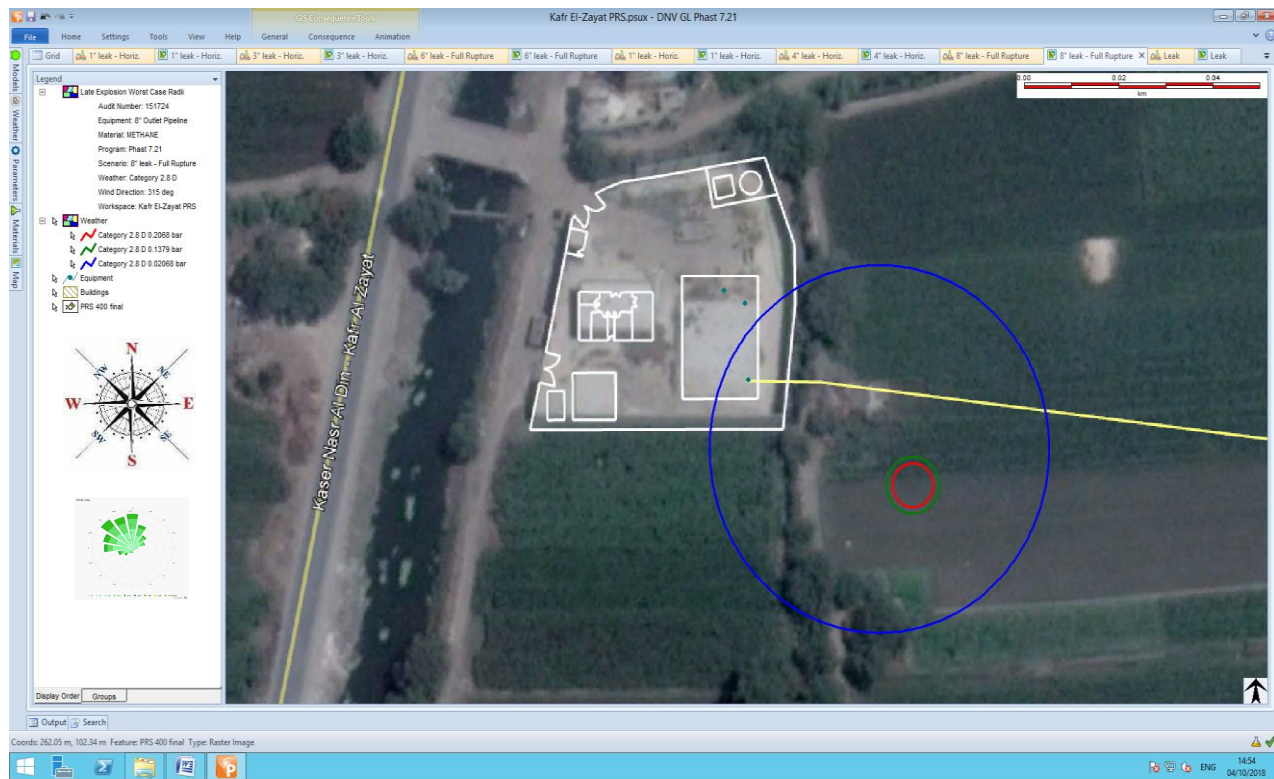 GIS Consequence Tools
Kafr El-Zayat PRS.psux - DNV GL Phast 7.21
File Home Settings Tools View Help General Consequence Animation
Grid 1" leak - Horiz. 1" leak - Horiz. 3" leak - Horiz. 3" leak - Horiz. 6" leak - Full Rupture 6" leak - Full Rupture 1" leak - Horiz. 1" leak - Horiz. 4" leak - Horiz. 4" leak - Horiz. 8" leak - Full Rupture 8" leak - Full Rupture Leak Leak
Models
Weather
Parameters
Materials
Map
Legend
Late Explosion Worst Case Radii
Audit Number: 151724
Equipment: 8" Outlet Pipeline
Material: METHANE
Program: Phast 7.21
Scenario: 8" leak - Full Rupture
Weather: Category 2.8 D
Wind Direction: 315 deg
Workspace: Kafr El-Zayat PRS
Weather
Category 2.8 D 0.2068 bar
Category 2.8 D 0.1379 bar
Category 2.8 D 0.02068 bar
Equipment
Buildings
PRS 400 final
N
NW NE
W E
SW SE
S
0.00 0.02 0.04
km
Kaser Nasr Al Din - Kafr Al Zayat
Display Order Groups
Output Search
Coords: 262.05 m, 102.34 m Feature: PRS 400 final Type: Raster Image
ENG
14:54
04/10/2018